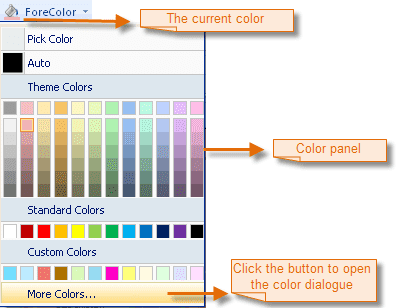 ForeColor
The current color
Pick Color
Auto
Theme Colors
Color panel
Standard Colors
Custom Colors
Click the button to open
the color dialogue
More Colors...